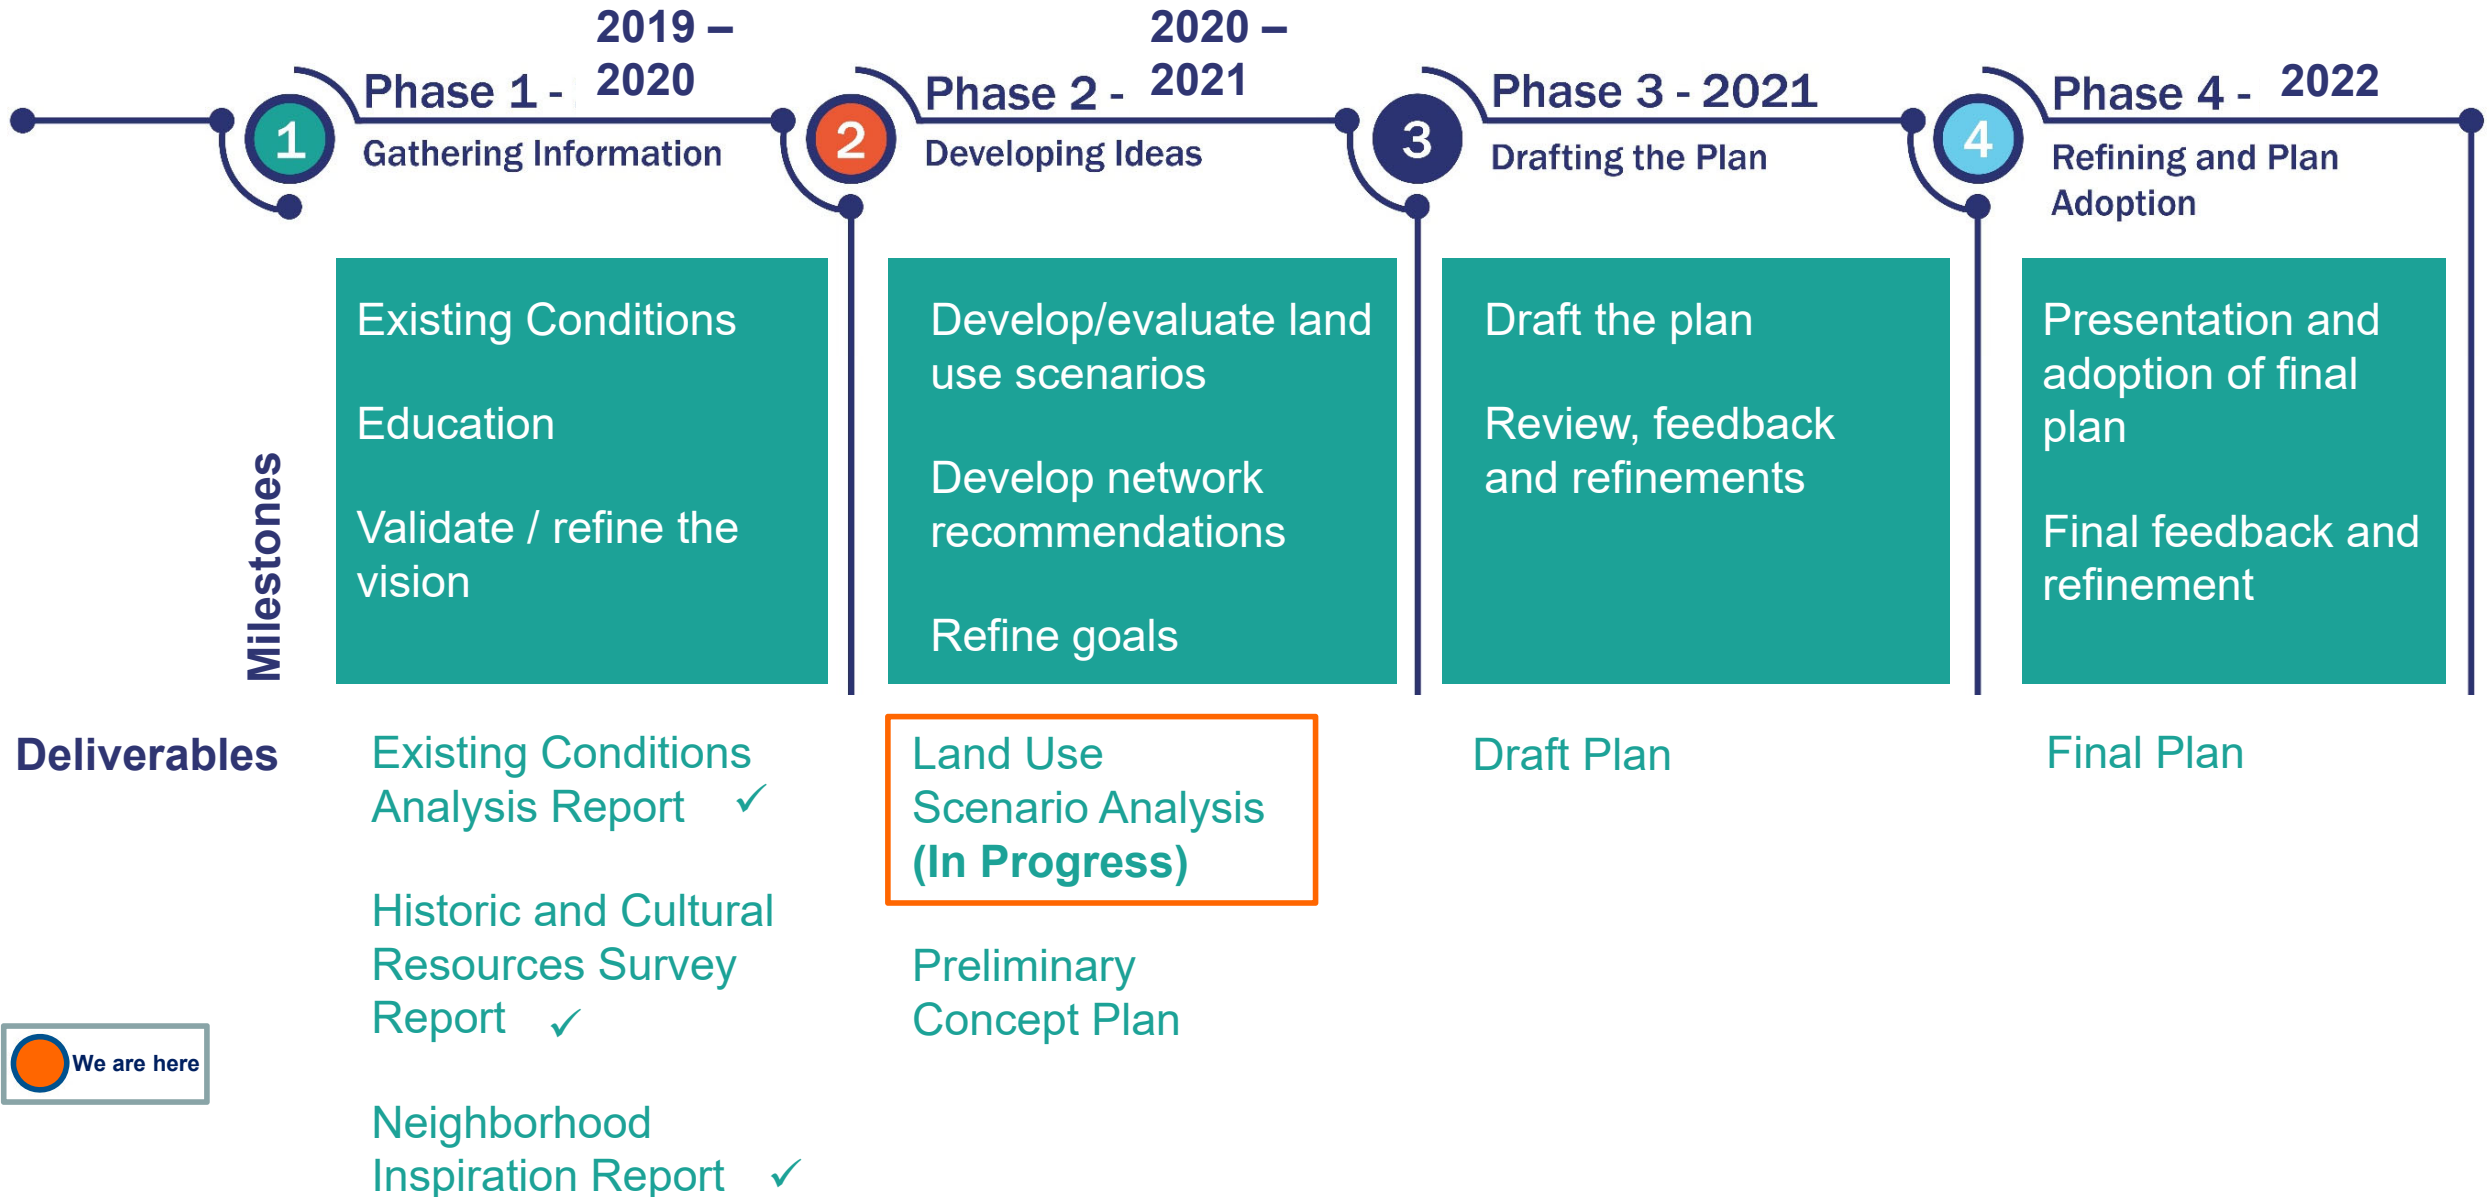 1
Phase 1 - 2019 –
2020
Gathering Information
2
Phase 2 - 2020 –
2021
Developing Ideas
3
Phase 3 - 2021
Drafting the Plan
4
Phase 4 - 2022
Refining and Plan
Adoption
Milestones
Existing Conditions
Education
Validate / refine the
vision
Develop/evaluate land
use scenarios
Develop network
recommendations
Refine goals
Draft the plan
Review, feedback
and refinements
Presentation and
adoption of final
plan
Final feedback and
refinement
Deliverables
Existing Conditions
Analysis Report ✓
Historic and Cultural
Resources Survey
Report ✓
Neighborhood
Inspiration Report ✓
Land Use
Scenario Analysis
(In Progress)
Preliminary
Concept Plan
Draft Plan
Final Plan
We are here